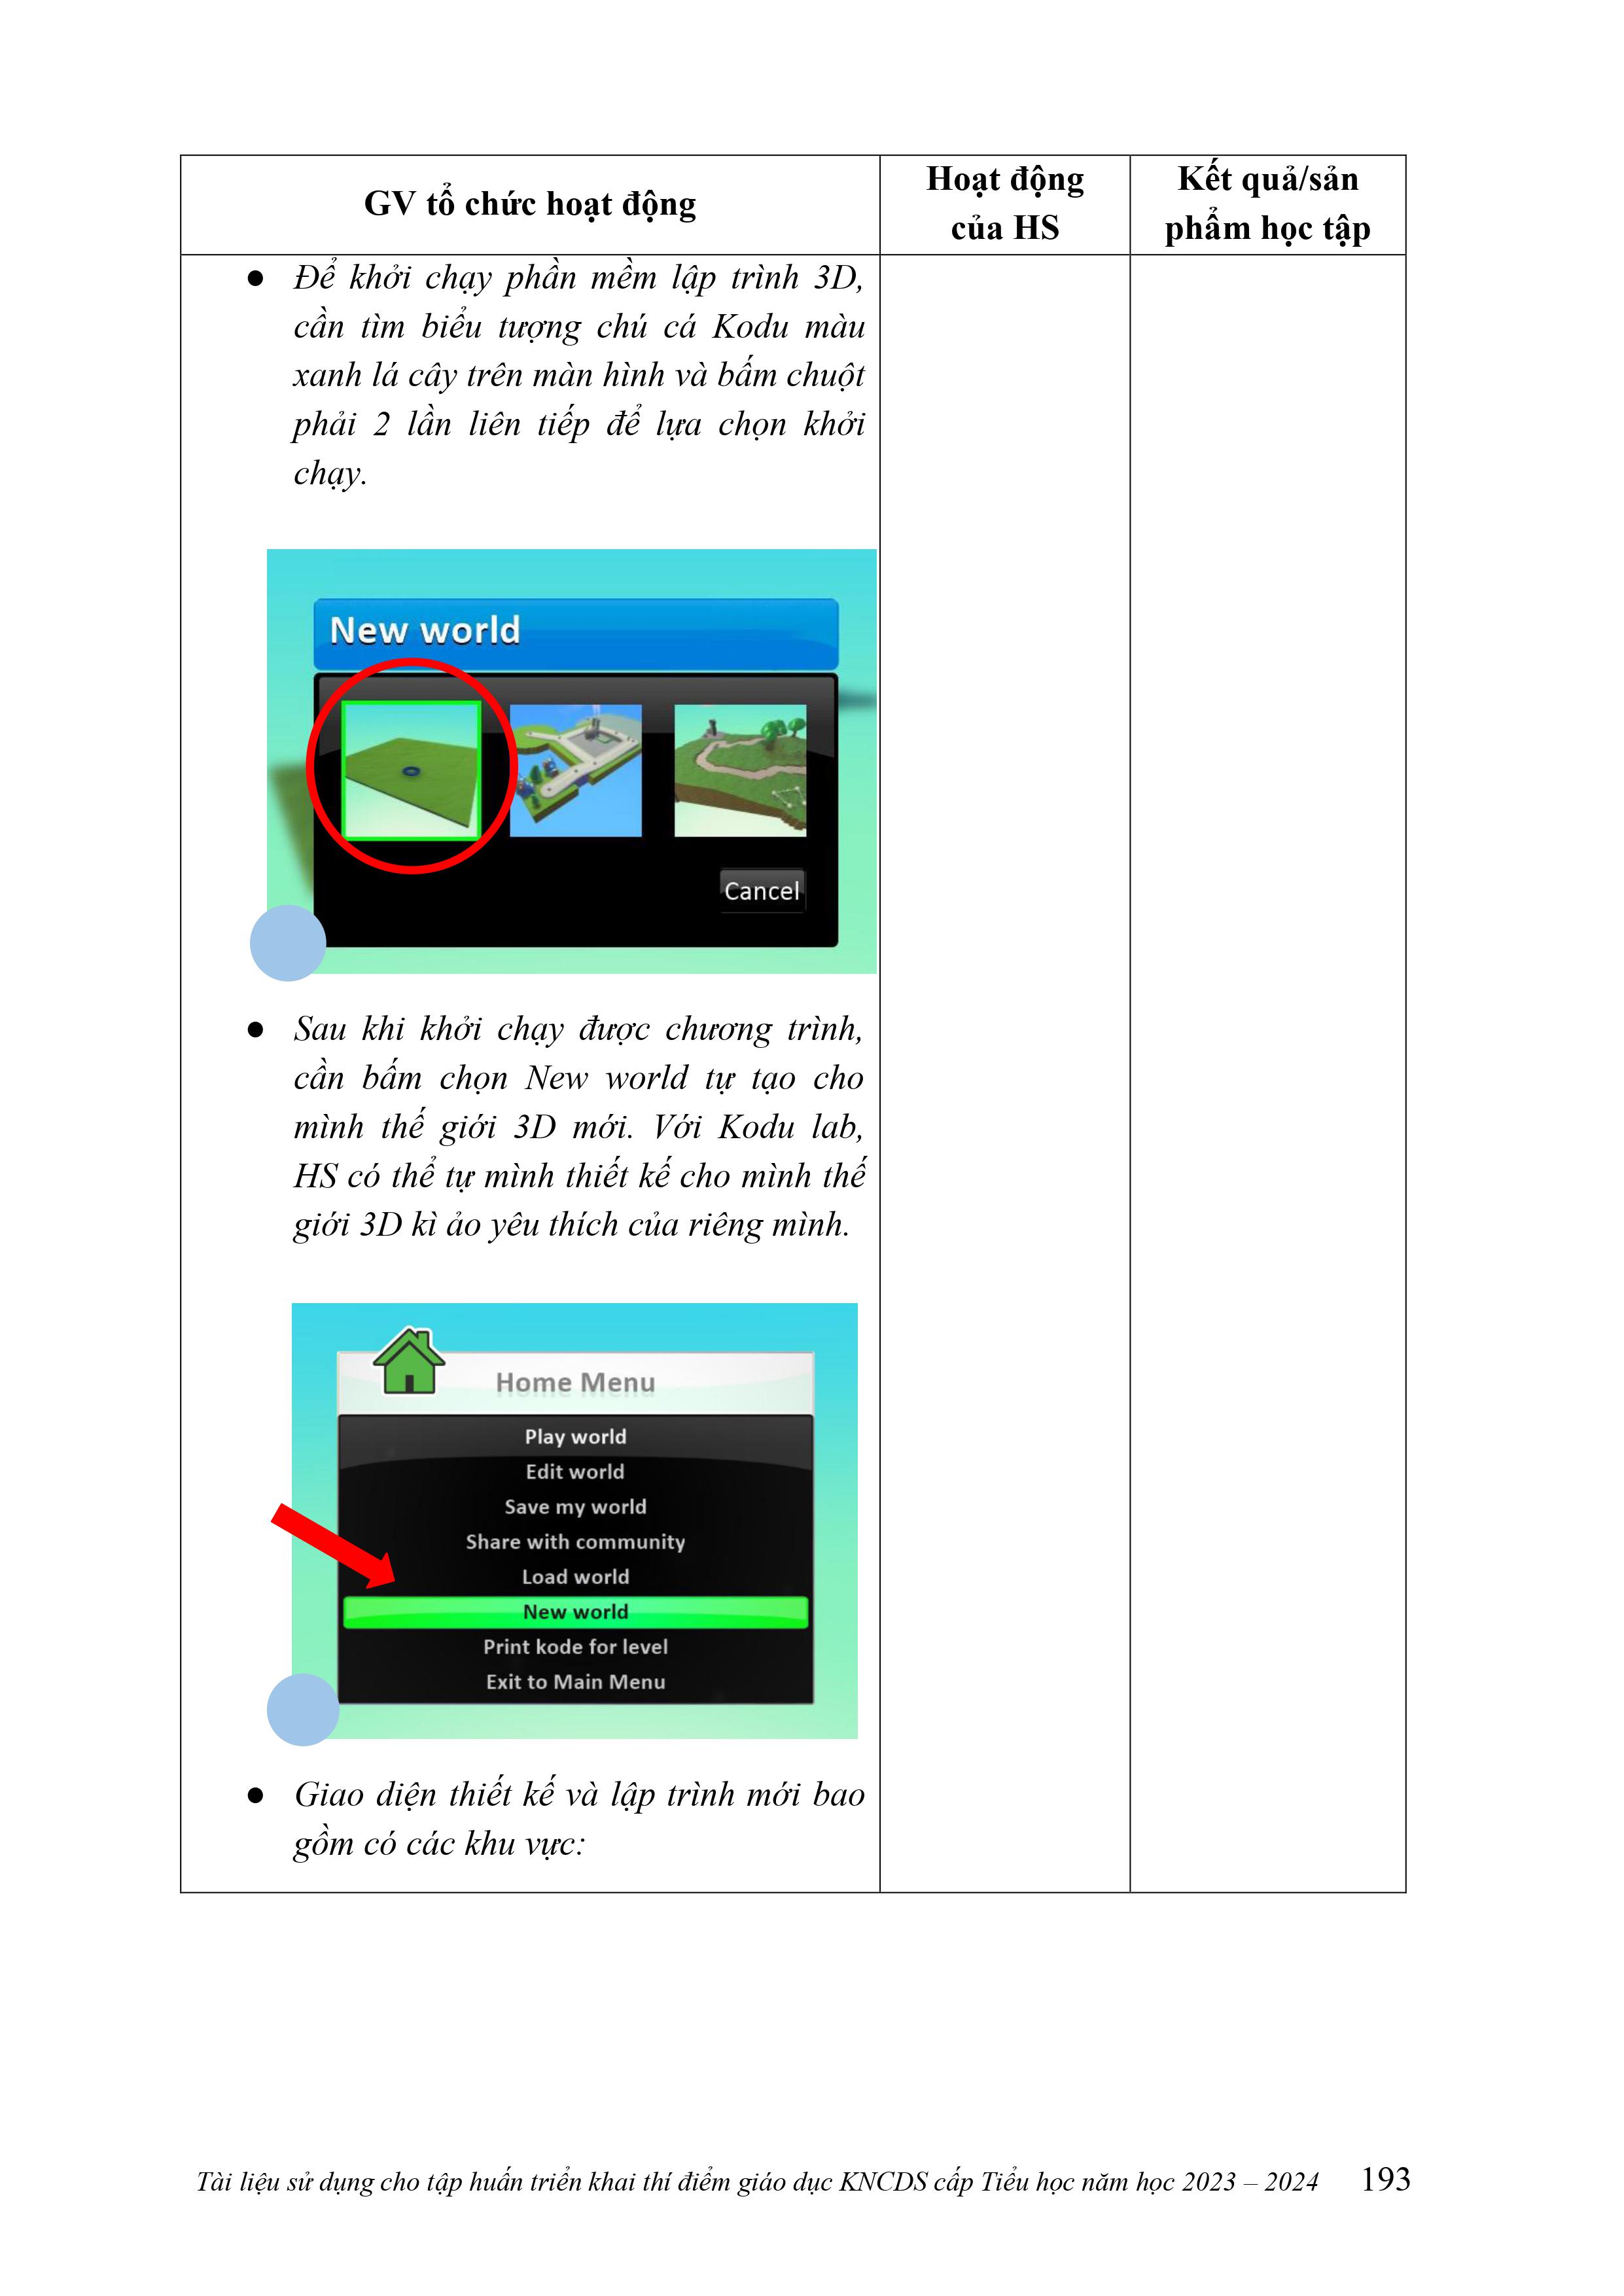 GV tổ chức hoạt động
Hoạt động
của HS
Kết quả/sản
phẩm học tập
● Để khởi chạy phần mềm lập trình 3D,
cần tìm biểu tượng chú cá Kodu màu
xanh lá cây trên màn hình và bấm chuột
phải 2 lần liên tiếp để lựa chọn khởi
chạy.
New world
Cancel
● Sau khi khởi chạy được chương trình,
cần bấm chọn New world tự tạo cho
mình thế giới 3D mới. Với Kodu lab,
HS có thể tự mình thiết kế cho mình thế
giới 3D kì ảo yêu thích của riêng mình.
Home Menu
Play world
Edit world
Save my world
Share with community
Load world
New world
Print kode for level
Exit to Main Menu
● Giao diện thiết kế và lập trình mới bao
gồm có các khu vực:
Tài liệu sử dụng cho tập huấn triển khai thí điểm giáo dục KNCDS cấp Tiểu học năm học 2023 – 2024 193